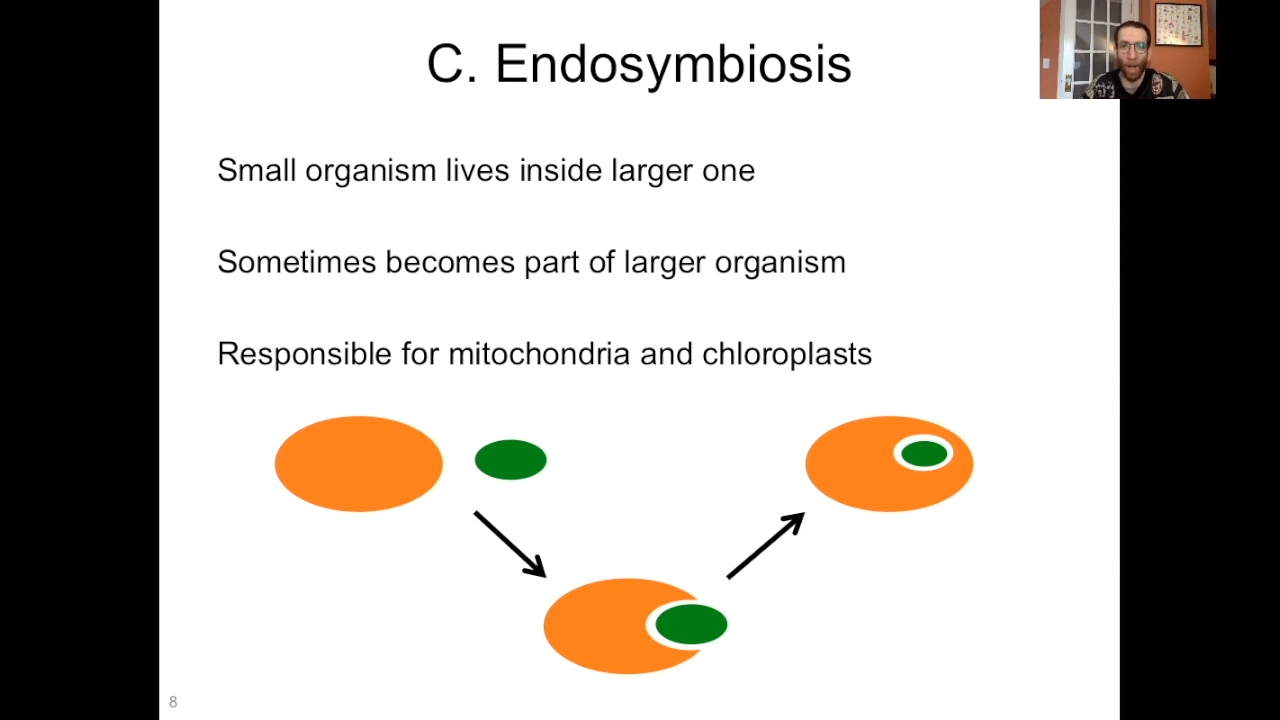 C. Endosymbiosis
Small organism lives inside larger one
Sometimes becomes part of larger organism
Responsible for mitochondria and chloroplasts
8